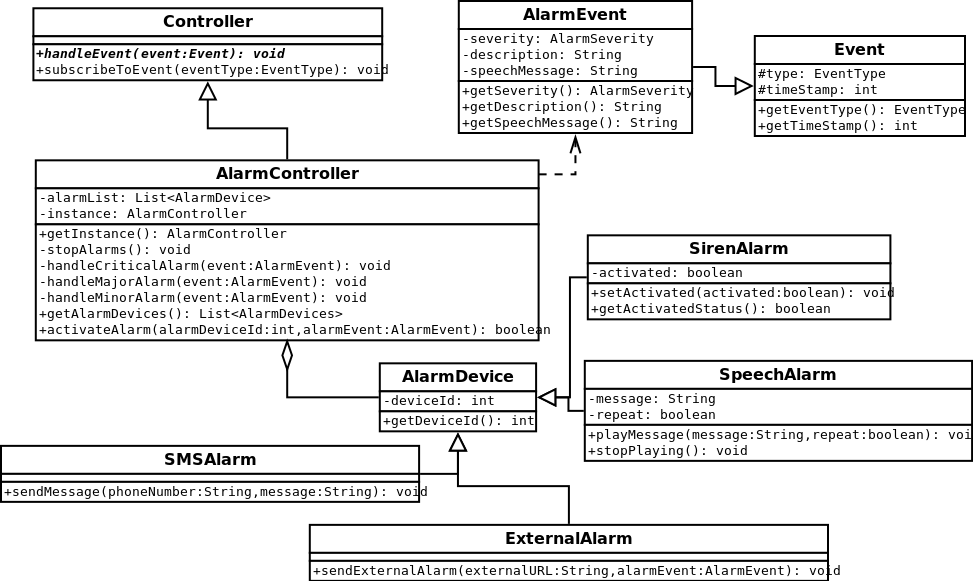 Controller
+handleEvent(event:Event): void
+subscribeToEvent(eventType:EventType): void
AlarmEvent
-severity: AlarmSeverity
-description: String
-speechMessage: String
+getSeverity(): AlarmSeverity
+getDescription(): String
+getSpeechMessage(): String
Event
#type: EventType
#timeStamp: int
+getEventType(): EventType
+getTimeStamp(): int
AlarmController
-alarmList: List<AlarmDevice>
-instance: AlarmController
+getInstance(): AlarmController
-stopAlarms(): void
-handleCriticalAlarm(event:AlarmEvent): void
-handleMajorAlarm(event:AlarmEvent): void
-handleMinorAlarm(event:AlarmEvent): void
+getAlarmDevices(): List<AlarmDevices>
+activateAlarm(alarmDeviceId:int,alarmEvent:AlarmEvent): boolean
SirenAlarm
-activated: boolean
+setActivated(activated:boolean): void
+getActivatedStatus(): boolean
AlarmDevice
-deviceId: int
+getDeviceId(): int
SpeechAlarm
-message: String
-repeat: boolean
+playMessage(message:String,repeat:boolean): voi
+stopPlaying(): void
SMSAlarm
+sendMessage(phoneNumber:String,message:String): void
ExternalAlarm
+sendExternalAlarm(externalURL:String,alarmEvent:AlarmEvent): void